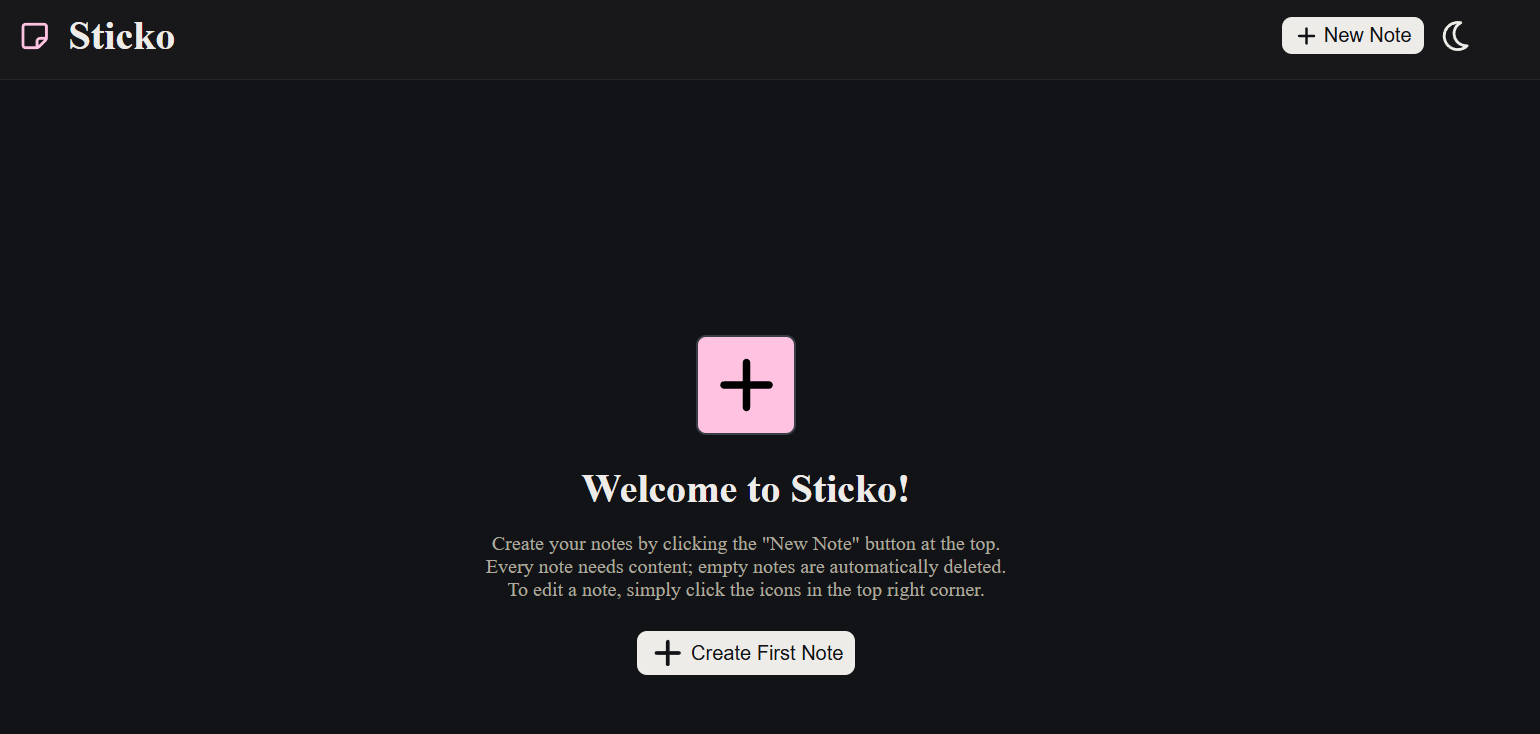 Sticko
New Note
Welcome to Sticko!
Create your notes by clicking the "New Note" button at the top.
Every note needs content; empty notes are automatically deleted.
To edit a note, simply click the icons in the top right corner.
Create First Note